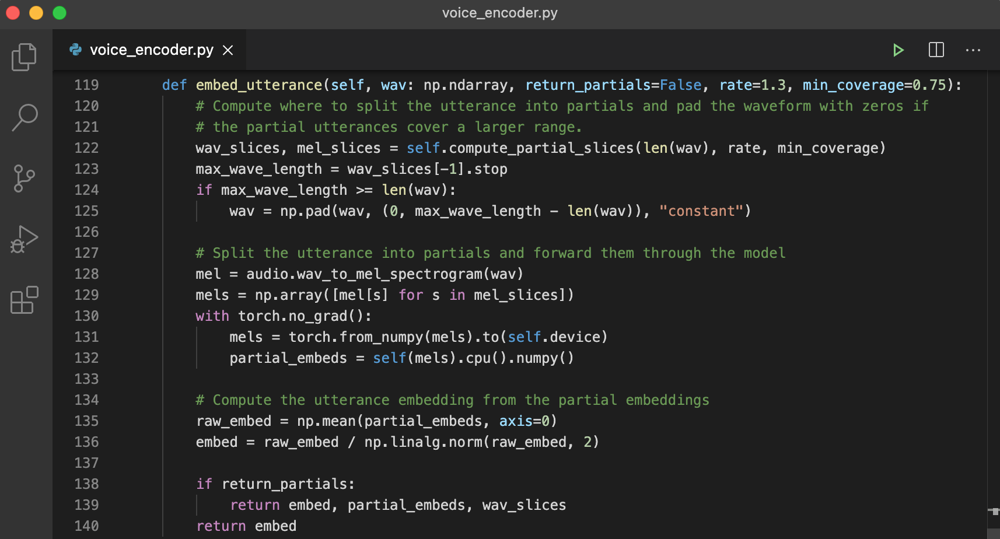 voice_encoder.py
voice_encoder.py
119 def embed_utterance(self, wav: np.ndarray, return_partials=False, rate=1.3, min_coverage=0.75):
120 # Compute where to split the utterance into partials and pad the waveform with zeros if
121 # the partial utterances cover a larger range.
122 wav_slices, mel_slices = self.compute_partial_slices(len(wav), rate, min_coverage)
123 max_wave_length = wav_slices[-1].stop
124 if max_wave_length >= len(wav):
125 wav = np.pad(wav, (0, max_wave_length - len(wav)), "constant")
126
127 # Split the utterance into partials and forward them through the model
128 mel = audio.wav_to_mel_spectrogram(wav)
129 mels = np.array([mel[s] for s in mel_slices])
130 with torch.no_grad():
131 mels = torch.from_numpy(mels).to(self.device)
132 partial_embeds = self(mels).cpu().numpy()
133
134 # Compute the utterance embedding from the partial embeddings
135 raw_embed = np.mean(partial_embeds, axis=0)
136 embed = raw_embed / np.linalg.norm(raw_embed, 2)
137
138 if return_partials:
139 return embed, partial_embeds, wav_slices
140 return embed